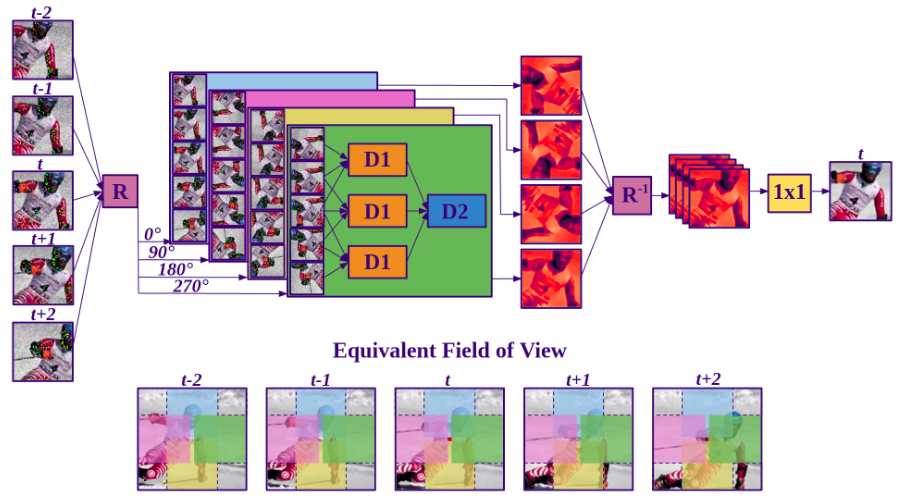 t-2
t-1
t
t+1
t+2
R
0°
90°
180°
270°
D1
D1
D1
D2
R⁻¹
1x1
t
Equivalent Field of View
t-2
t-1
t
t+1
t+2